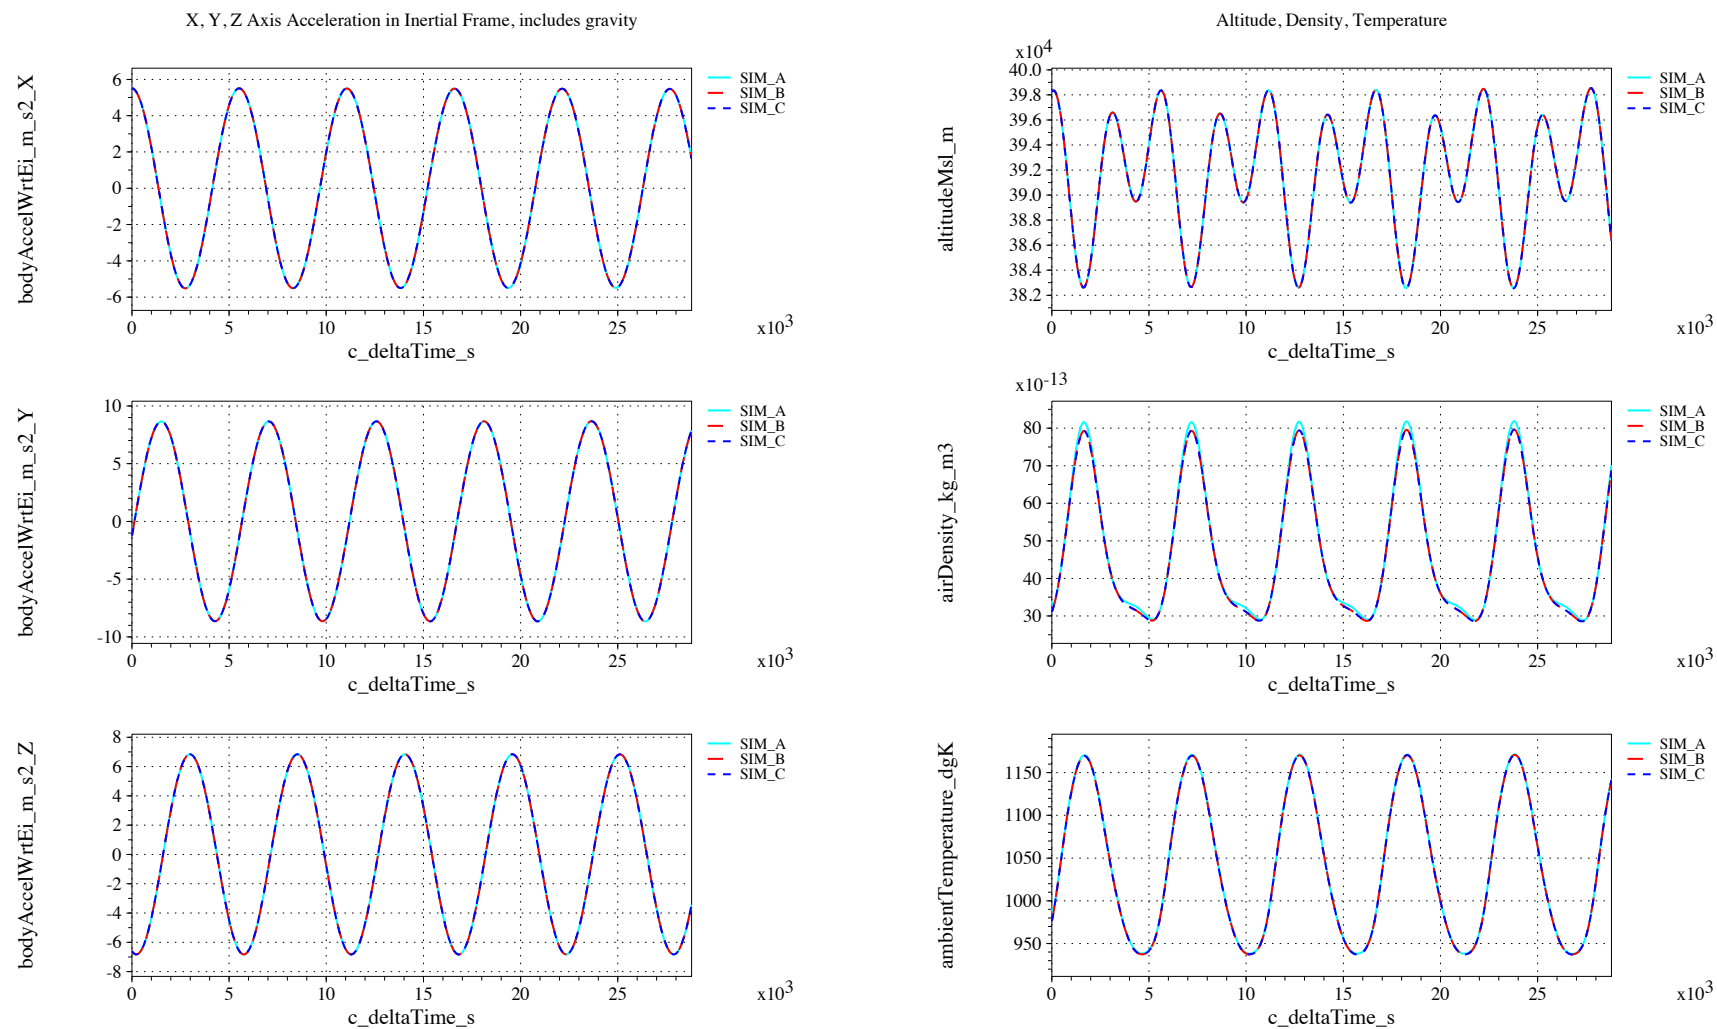 X, Y, Z Axis Acceleration in Inertial Frame, includes gravity
bodyAccelWrtEi_m_s2_X
6
4
2
0
-2
-4
-6
0 5 10 15 20 25 x10^3
c_deltaTime_s
SIM_A
SIM_B
SIM_C
bodyAccelWrtEi_m_s2_Y
10
5
0
-5
-10
0 5 10 15 20 25 x10^3
c_deltaTime_s
SIM_A
SIM_B
SIM_C
bodyAccelWrtEi_m_s2_Z
8
6
4
2
0
-2
-4
-6
-8
0 5 10 15 20 25 x10^3
c_deltaTime_s
SIM_A
SIM_B
SIM_C
Altitude, Density, Temperature
x10^4
altitudeMsl_m
40.0
39.8
39.6
39.4
39.2
39.0
38.8
38.6
38.4
38.2
0 5 10 15 20 25 x10^3
c_deltaTime_s
SIM_A
SIM_B
SIM_C
x10^-13
airDensity_kg_m3
80
70
60
50
40
30
0 5 10 15 20 25 x10^3
c_deltaTime_s
SIM_A
SIM_B
SIM_C
ambientTemperature_dgK
1150
1100
1050
1000
950
0 5 10 15 20 25 x10^3
c_deltaTime_s
SIM_A
SIM_B
SIM_C